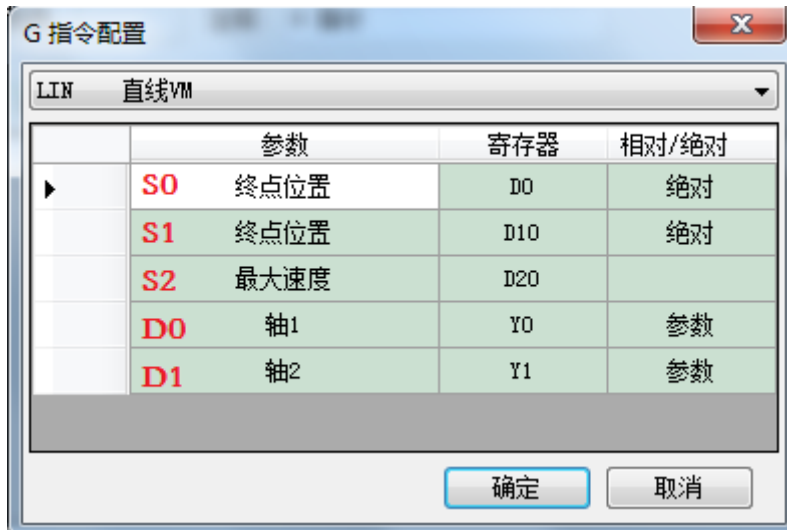 G 指令配置
LIN 直线VM
参数 寄存器 相对/绝对
S0 终点位置 D0 绝对
S1 终点位置 D10 绝对
S2 最大速度 D20
D0 轴1 Y0 参数
D1 轴2 Y1 参数
确定 取消